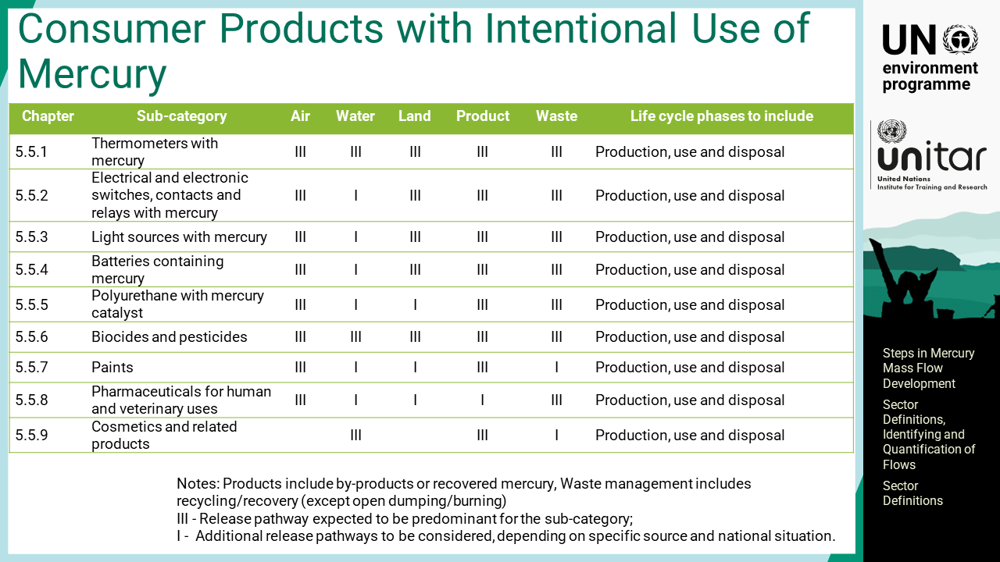 Consumer Products with Intentional Use of
Mercury
Chapter Sub-category Air Water Land Product Waste Life cycle phases to include
5.5.1 Thermometers with mercury III III III III III Production, use and disposal
5.5.2 Electrical and electronic switches, contacts and relays with mercury III I III III III Production, use and disposal
5.5.3 Light sources with mercury III I III III III Production, use and disposal
5.5.4 Batteries containing mercury III I III III III Production, use and disposal
5.5.5 Polyurethane with mercury catalyst III I I III III Production, use and disposal
5.5.6 Biocides and pesticides III III III III III Production, use and disposal
5.5.7 Paints III I I III I Production, use and disposal
5.5.8 Pharmaceuticals for human and veterinary uses III I I I III Production, use and disposal
5.5.9 Cosmetics and related products III III I Production, use and disposal
Notes: Products include by-products or recovered mercury, Waste management includes
recycling/recovery (except open dumping/burning)
III - Release pathway expected to be predominant for the sub-category;
I - Additional release pathways to be considered, depending on specific source and national situation.
UN
environment
programme
unitar
United Nations
Institute for Training and Research
Steps in Mercury
Mass Flow
Development
Sector
Definitions,
Identifying and
Quantification of
Flows
Sector
Definitions